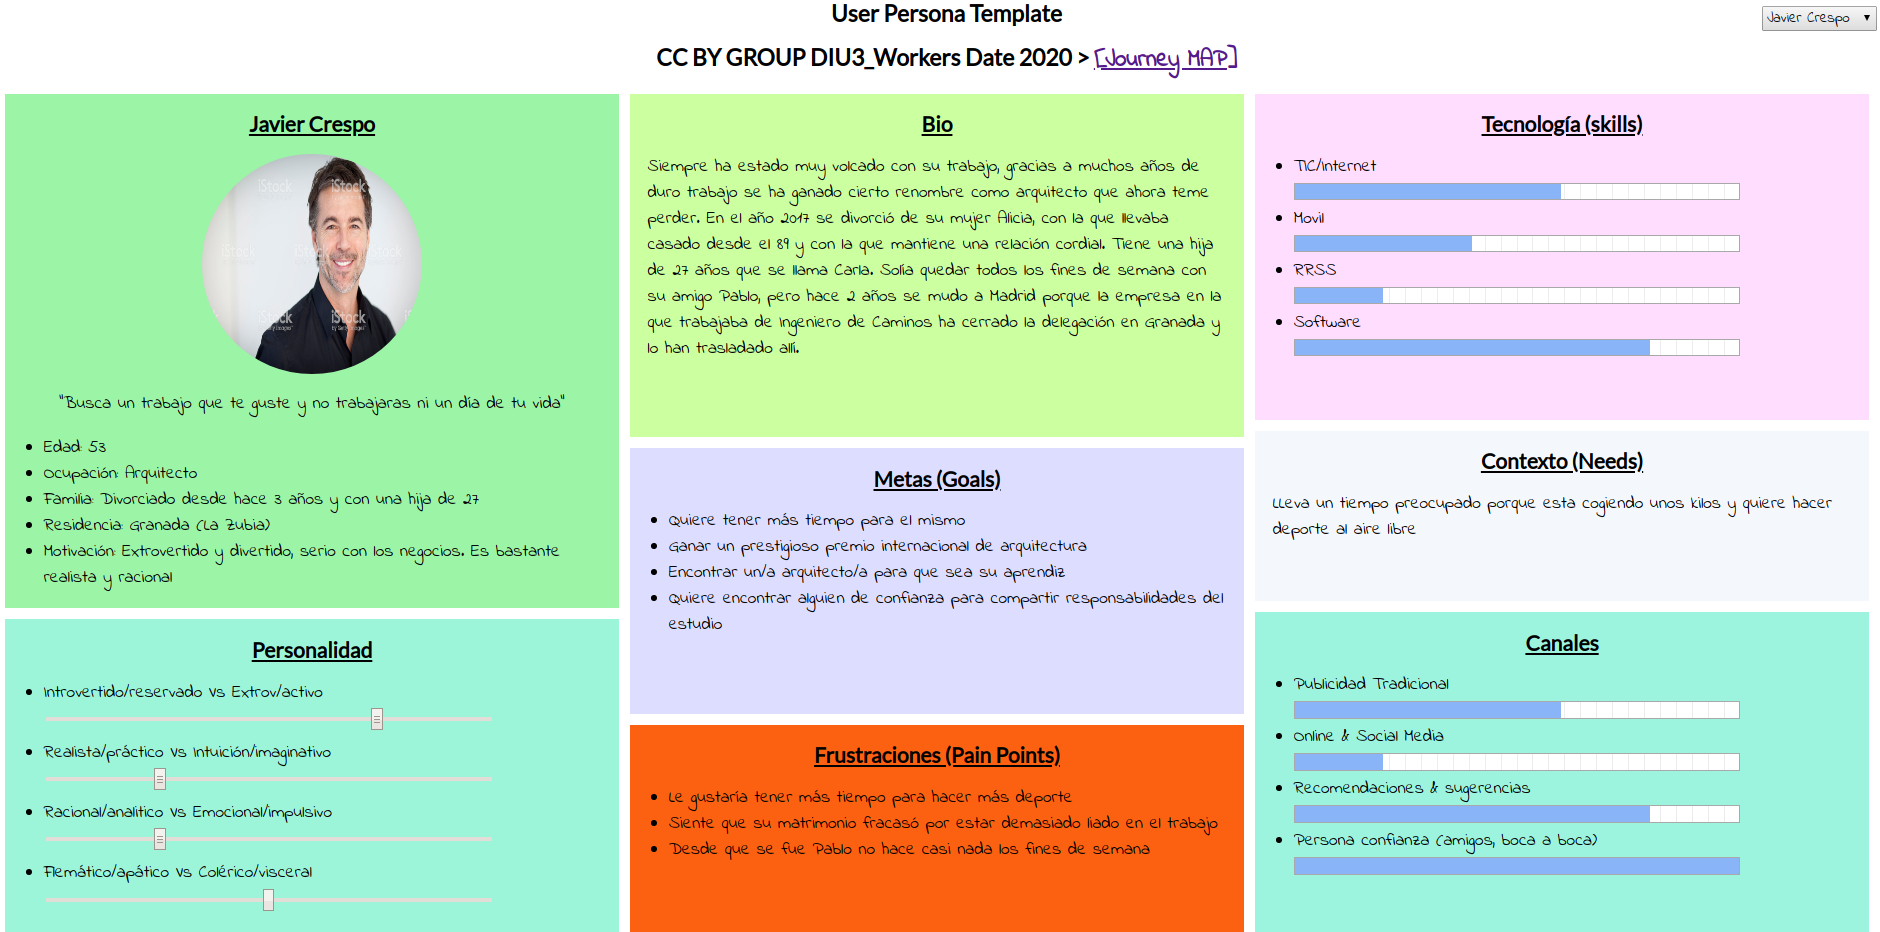 User Persona Template
Javier Crespo
CC BY GROUP DIU3_Workers Date 2020 > [Journey MAP]
Javier Crespo
iStock
iStock
iStock
iStock
iStock
iStock
by Getty Images
iStock
by Getty Images
"Busca un trabajo que te guste y no trabajaras ni un día de tu vida"
Edad: 53
Ocupación: Arquitecto
Familia: Divorciado desde hace 3 años y con una hija de 27
Residencia: Granada (La Zubia)
Motivación: Extrovertido y divertido, serio con los negocios. Es bastante
realista y racional
Personalidad
Introvertido/reservado Vs Extrov/activo
Realista/práctico Vs Intuición/imaginativo
Racional/analitico Vs Emocional/impulsivo
Flemático/apático Vs Colérico/visceral
Bio
Siempre ha estado muy volcado con su trabajo, gracias a muchos años de
duro trabajo se ha ganado cierto renombre como arquitecto que ahora teme
perder. En el año 2017 se divorció de su mujer Alicia, con la que llevaba
casado desde el 89 y con la que mantiene una relación cordial. Tiene una hija
de 27 años que se llama Carla. Solía quedar todos los fines de semana con
su amigo Pablo, pero hace 2 años se mudo a Madrid porque la empresa en la
que trabajaba de Ingeniero de Caminos ha cerrado la delegación en Granada y
lo han trasladado allí.
Metas (Goals)
Quiere tener más tiempo para el mismo
Ganar un prestigioso premio internacional de arquitectura
Encontrar un/a arquitecto/a para que sea su aprendiz
Quiere encontrar alguien de confianza para compartir responsabilidades del
estudio
Frustraciones (Pain Points)
Le gustaría tener más tiempo para hacer más deporte
Siente que su matrimonio fracasó por estar demasiado liado en el trabajo
Desde que se fue Pablo no hace casi nada los fines de semana
Tecnología (skills)
TIC/internet
Movil
RRSS
Software
Contexto (Needs)
Lleva un tiempo preocupado porque esta cogiendo unos kilos y quiere hacer
deporte al aire libre
Canales
Publicidad Tradicional
Online & Social Media
Recomendaciones & sugerencias
Persona confianza (amigos, boca a boca)